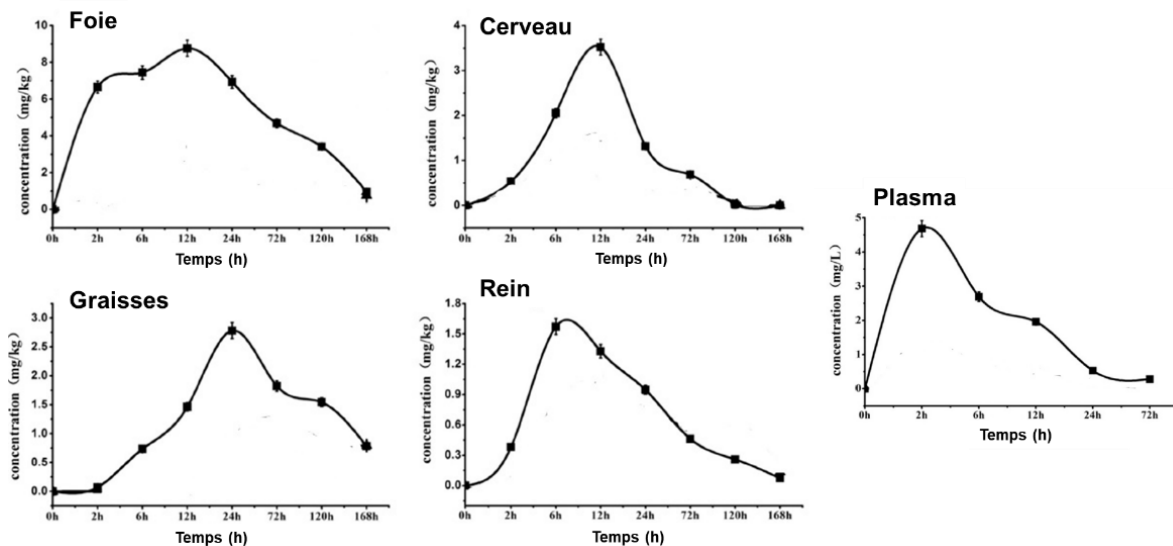 Foie
concentration (mg/kg)
10
8
6
4
2
0
0h 2h 6h 12h 24h 72h 120h 168h
Temps (h)
Cerveau
concentration (mg/kg)
4
3
2
1
0
0h 2h 6h 12h 24h 72h 120h 168h
Temps (h)
Plasma
concentration (mg/L)
5
4
3
2
1
0
0h 2h 6h 12h 24h 72h
Temps (h)
Graisses
concentration (mg/kg)
3.0
2.5
2.0
1.5
1.0
0.5
0.0
0h 2h 6h 12h 24h 72h 120h 168h
Temps (h)
Rein
concentration (mg/kg)
1.8
1.5
1.2
0.9
0.6
0.3
0.0
0h 2h 6h 12h 24h 72h 120h 168h
Temps (h)